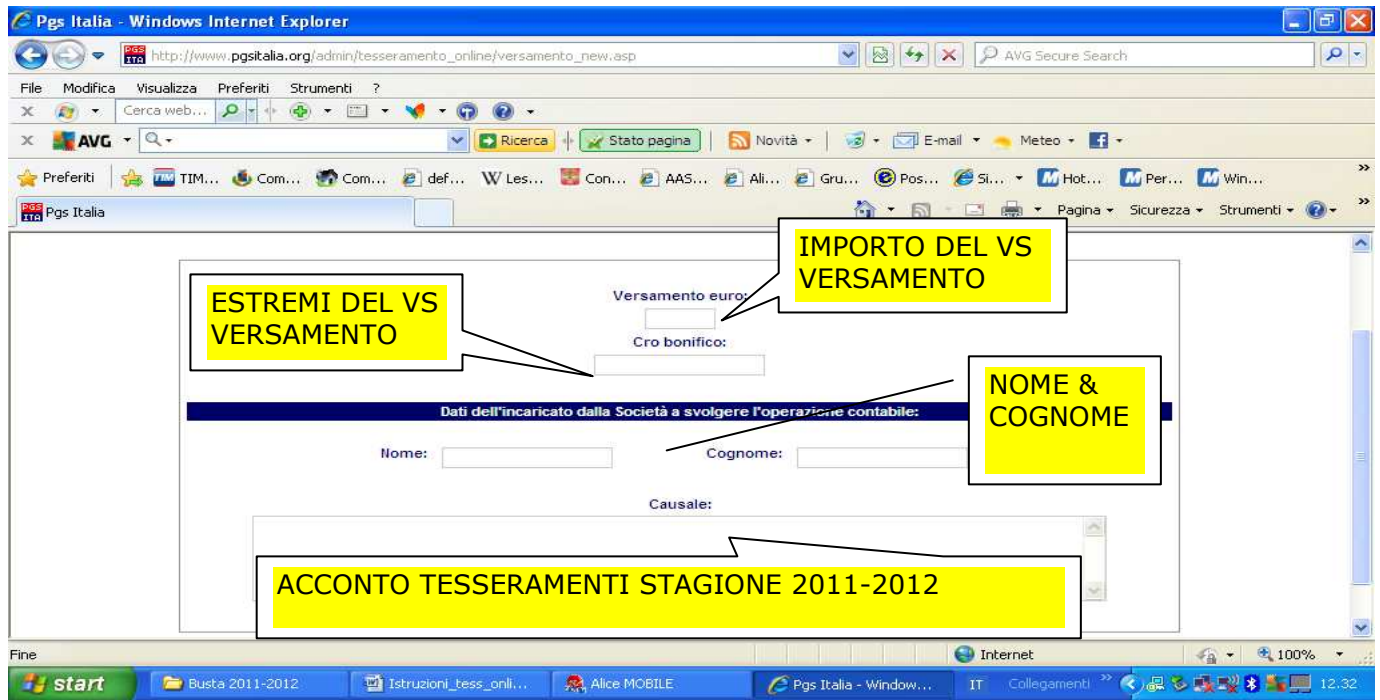 Pgs Italia - Windows Internet Explorer
http://www.pgsitalia.org/admin/tesseramento_online/versamento_new.asp
AVG Secure Search
File Modifica Visualizza Preferiti Strumenti ?
x Cerca web...
x AVG Ricerca Stato pagina Novità E-mail Meteo
Preferiti TIM... Com... Com... def... Les... Con... AAS... Ali... Gru... Pos... Si... Hot... Per... Win... »
Pgs Italia Pagina Sicurezza Strumenti »
IMPORTO DEL VS
VERSAMENTO
ESTREMI DEL VS
VERSAMENTO
Versamento euro:
Cro bonifico:
NOME &
COGNOME
Dati dell'incaricato dalla Società a svolgere l'operazione contabile:
Nome: Cognome:
Causale:
ACCONTO TESSERAMENTI STAGIONE 2011-2012
Fine Internet 100%
start Busta 2011-2012 Istruzioni_tess_onli... Alice MOBILE Pgs Italia - Window... IT Collegamenti » 12.32